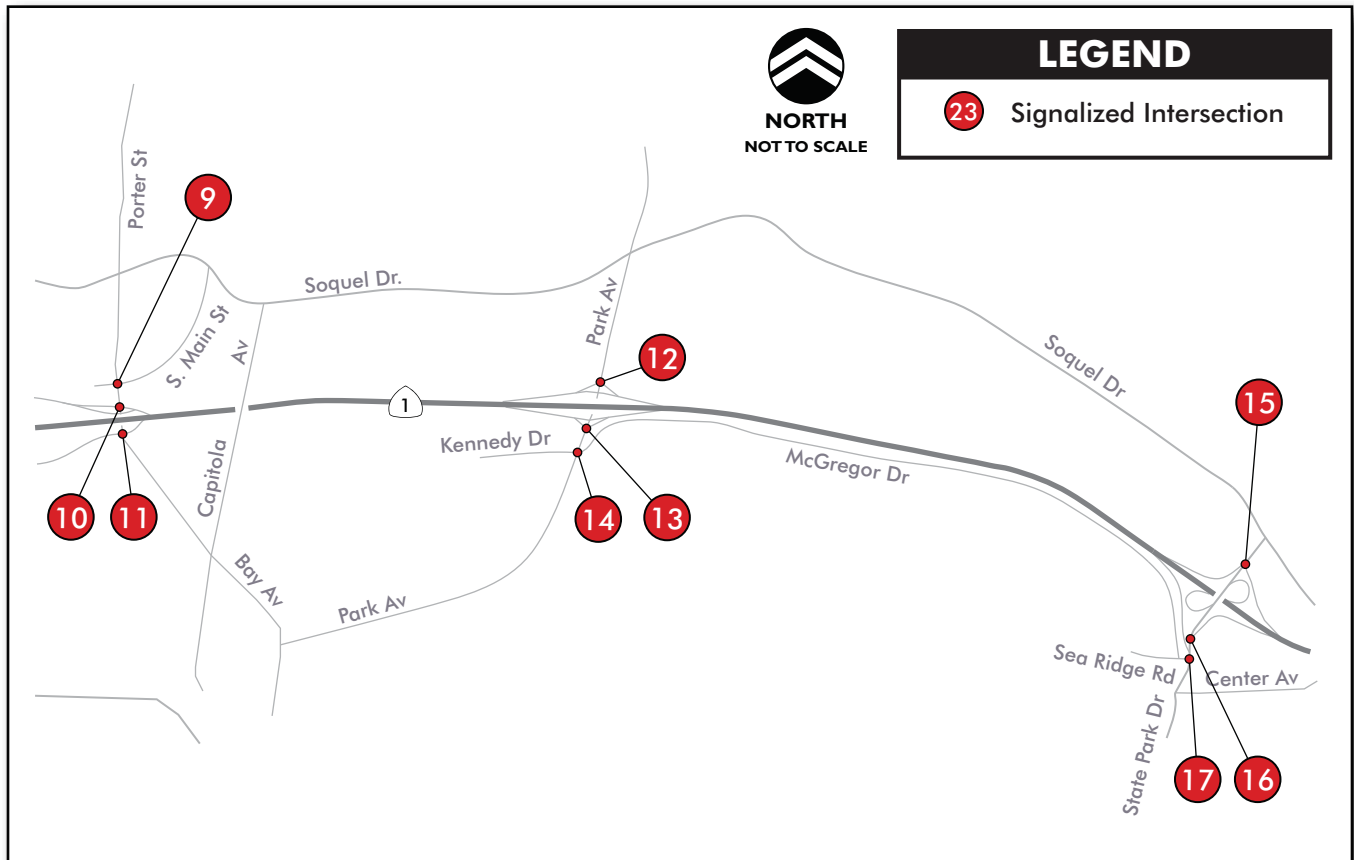 LEGEND
23 Signalized Intersection
NORTH
NOT TO SCALE
Porter St
9
Soquel Dr.
S. Main St
Park Av
12
Av
1
Soquel Dr
15
Kennedy Dr
McGregor Dr
Capitola
10
11
14
13
Bay Av
Park Av
Sea Ridge Rd
Center Av
State Park Dr
17
16